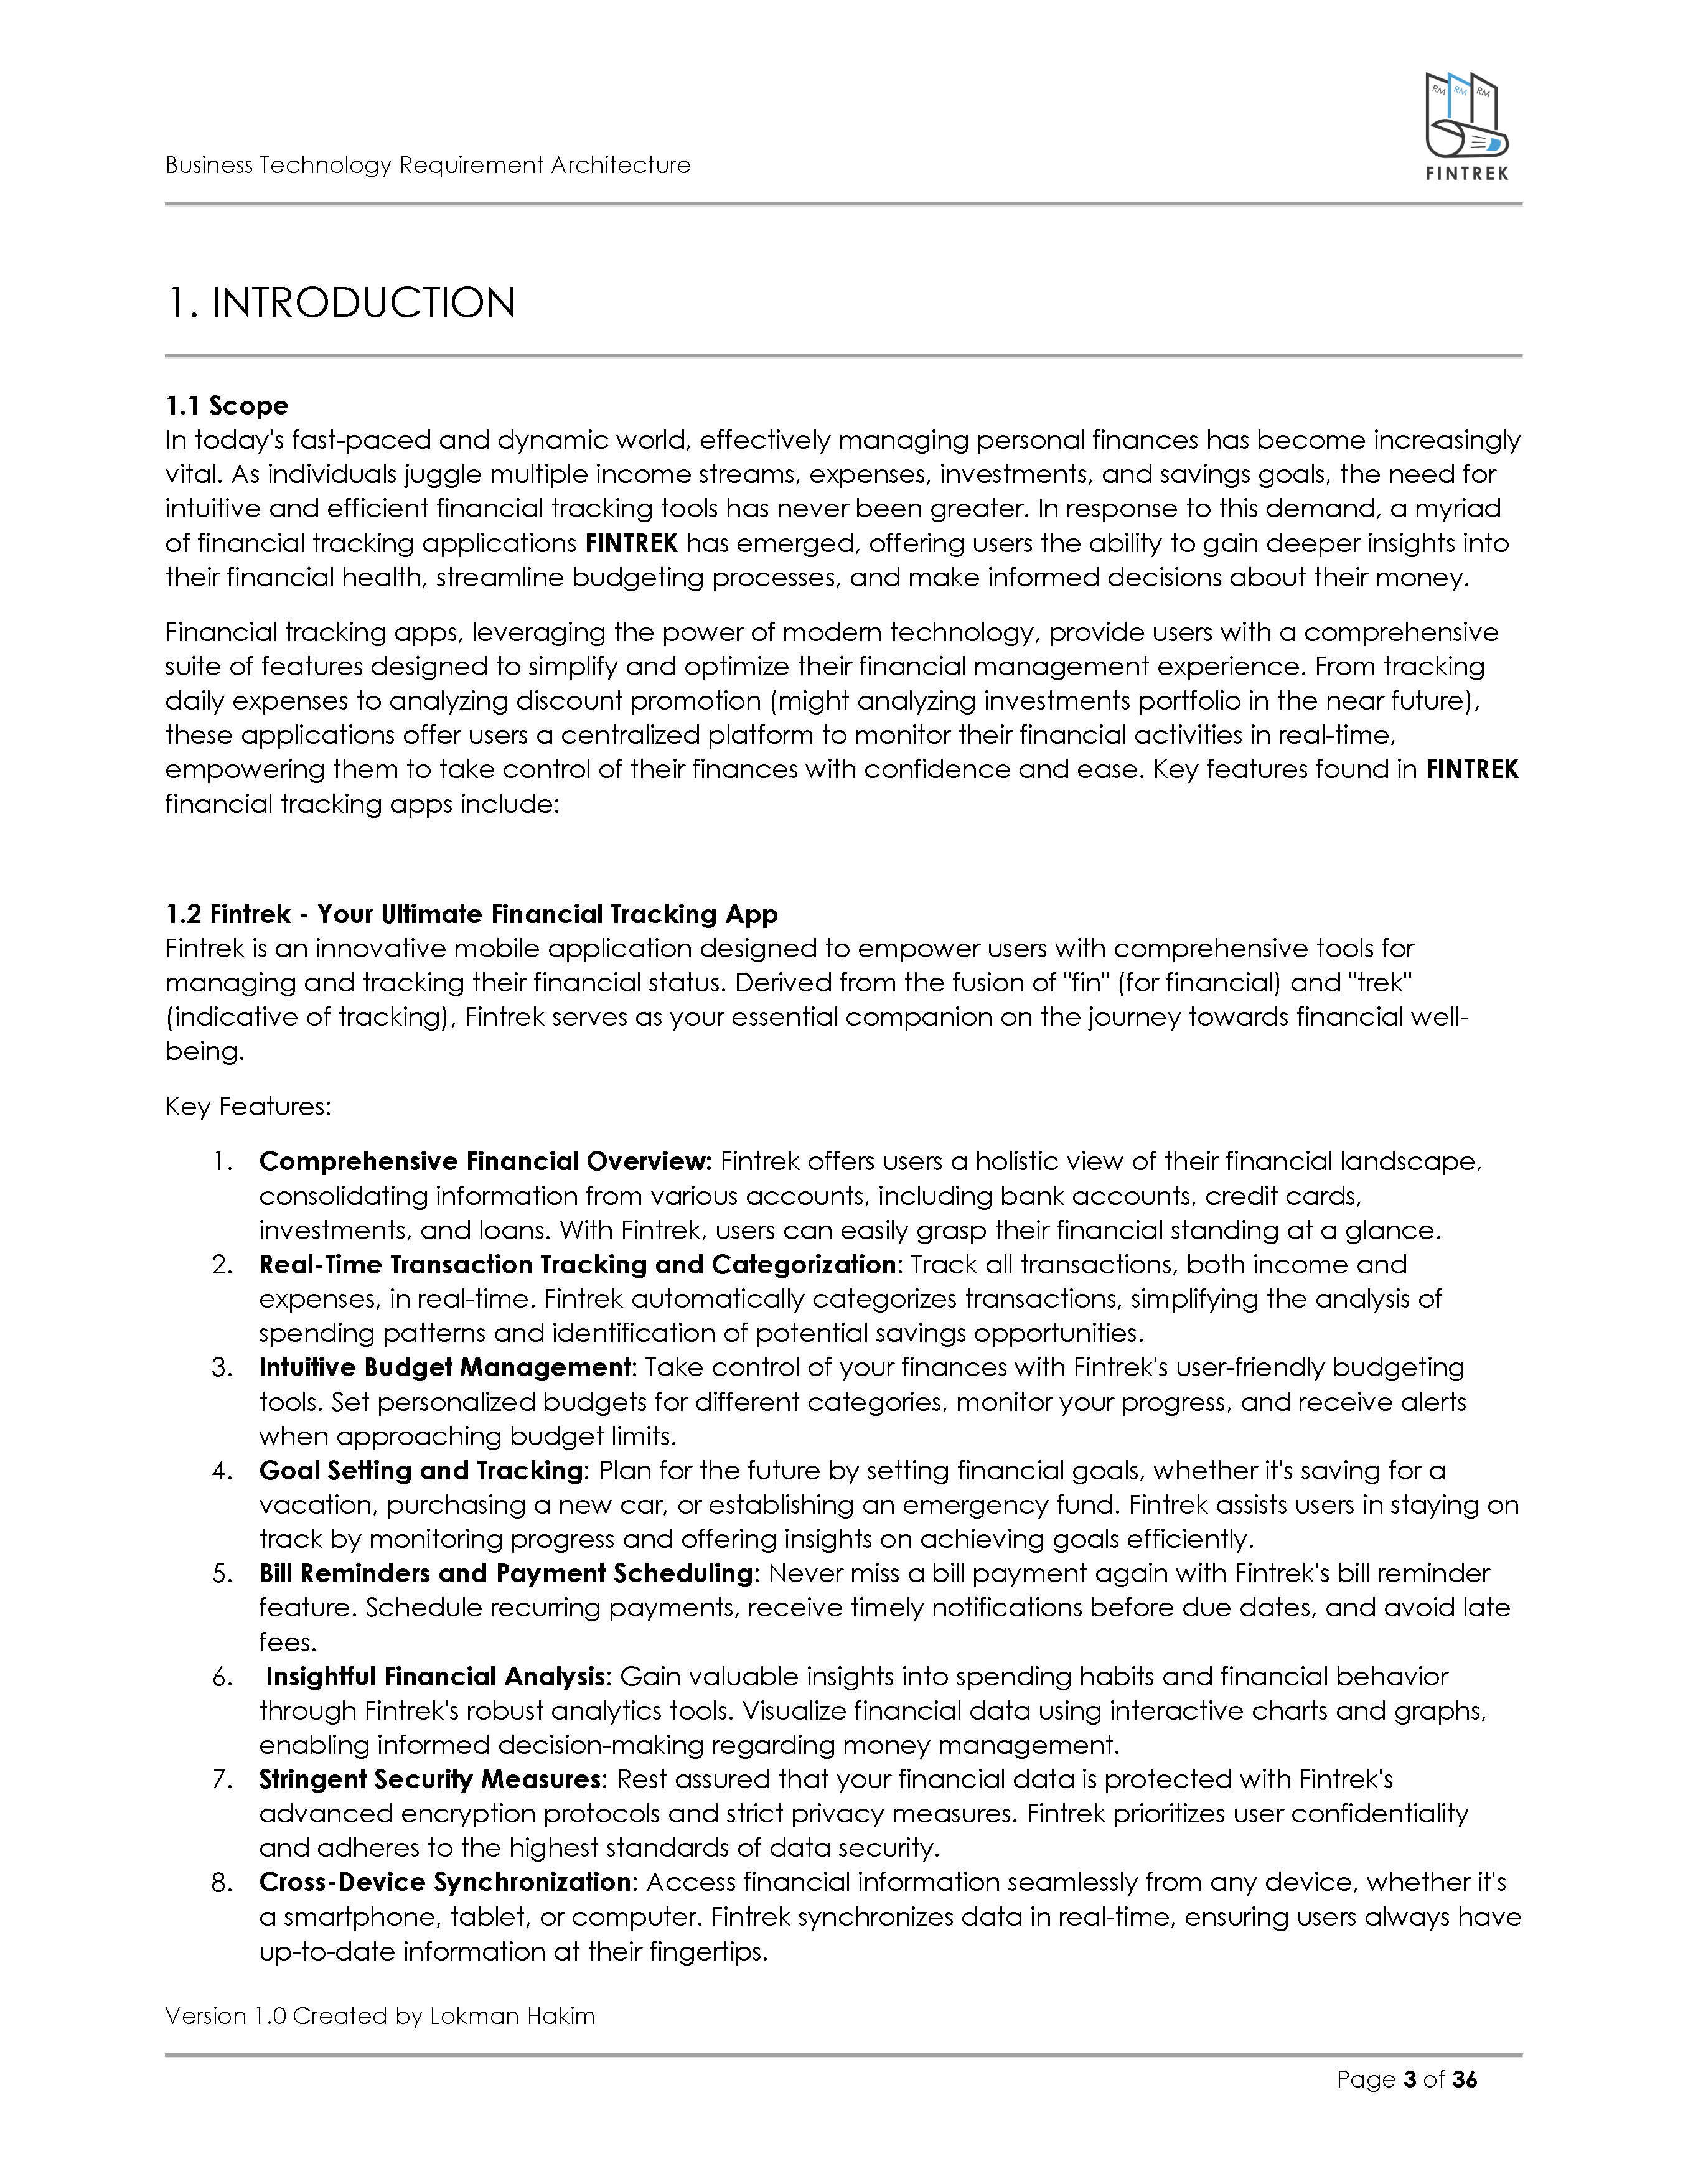 RM RM RM
FINTREK
Business Technology Requirement Architecture
1. INTRODUCTION
1.1 Scope
In today's fast-paced and dynamic world, effectively managing personal finances has become increasingly
vital. As individuals juggle multiple income streams, expenses, investments, and savings goals, the need for
intuitive and efficient financial tracking tools has never been greater. In response to this demand, a myriad
of financial tracking applications FINTREK has emerged, offering users the ability to gain deeper insights into
their financial health, streamline budgeting processes, and make informed decisions about their money.
Financial tracking apps, leveraging the power of modern technology, provide users with a comprehensive
suite of features designed to simplify and optimize their financial management experience. From tracking
daily expenses to analyzing discount promotion (might analyzing investments portfolio in the near future),
these applications offer users a centralized platform to monitor their financial activities in real-time,
empowering them to take control of their finances with confidence and ease. Key features found in FINTREK
financial tracking apps include:
1.2 Fintrek - Your Ultimate Financial Tracking App
Fintrek is an innovative mobile application designed to empower users with comprehensive tools for
managing and tracking their financial status. Derived from the fusion of "fin" (for financial) and "trek"
(indicative of tracking), Fintrek serves as your essential companion on the journey towards financial well-
being.
Key Features:
1. Comprehensive Financial Overview: Fintrek offers users a holistic view of their financial landscape,
consolidating information from various accounts, including bank accounts, credit cards,
investments, and loans. With Fintrek, users can easily grasp their financial standing at a glance.
2. Real-Time Transaction Tracking and Categorization: Track all transactions, both income and
expenses, in real-time. Fintrek automatically categorizes transactions, simplifying the analysis of
spending patterns and identification of potential savings opportunities.
3. Intuitive Budget Management: Take control of your finances with Fintrek's user-friendly budgeting
tools. Set personalized budgets for different categories, monitor your progress, and receive alerts
when approaching budget limits.
4. Goal Setting and Tracking: Plan for the future by setting financial goals, whether it's saving for a
vacation, purchasing a new car, or establishing an emergency fund. Fintrek assists users in staying on
track by monitoring progress and offering insights on achieving goals efficiently.
5. Bill Reminders and Payment Scheduling: Never miss a bill payment again with Fintrek's bill reminder
feature. Schedule recurring payments, receive timely notifications before due dates, and avoid late
fees.
6. Insightful Financial Analysis: Gain valuable insights into spending habits and financial behavior
through Fintrek's robust analytics tools. Visualize financial data using interactive charts and graphs,
enabling informed decision-making regarding money management.
7. Stringent Security Measures: Rest assured that your financial data is protected with Fintrek's
advanced encryption protocols and strict privacy measures. Fintrek prioritizes user confidentiality
and adheres to the highest standards of data security.
8. Cross-Device Synchronization: Access financial information seamlessly from any device, whether it's
a smartphone, tablet, or computer. Fintrek synchronizes data in real-time, ensuring users always have
up-to-date information at their fingertips.
Version 1.0 Created by Lokman Hakim
Page 3 of 36